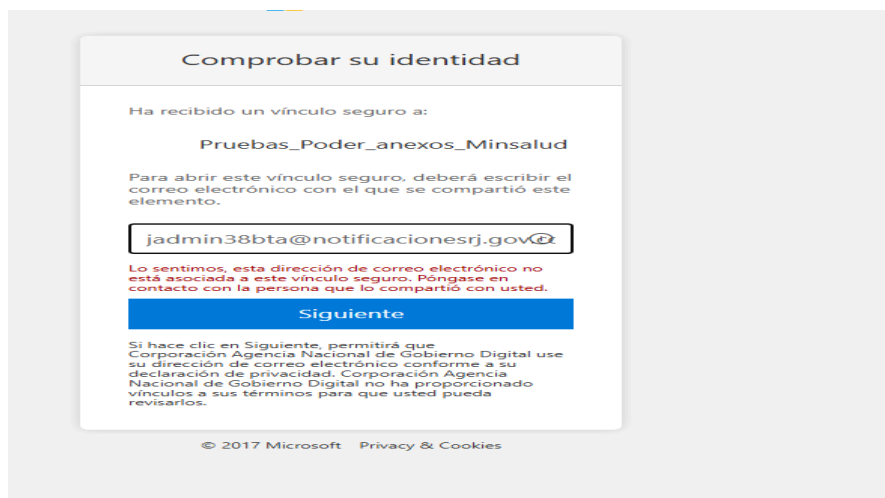 Comprobar su identidad
Ha recibido un vínculo seguro a:
Pruebas_Poder_anexos_Minsalud
Para abrir este vínculo seguro, deberá escribir el
correo electrónico con el que se compartió este
elemento.
jadmin38bta@notificacionesrj.gov
Lo sentimos, esta dirección de correo electrónico no
está asociada a este vínculo seguro. Póngase en
contacto con la persona que lo compartió con usted.
Siguiente
Si hace clic en Siguiente, permitirá que
Corporación Agencia Nacional de Gobierno Digital use
su dirección de correo electrónico conforme a su
declaración de privacidad. Corporación Agencia
Nacional de Gobierno Digital no ha proporcionado
vínculos a sus términos para que usted pueda
revisarlos.
© 2017 Microsoft Privacy & Cookies